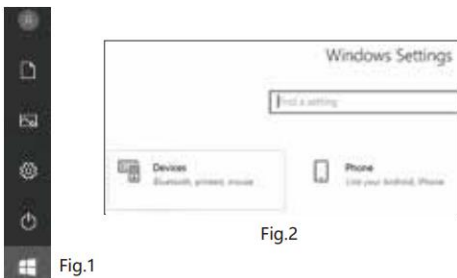 Windows Settings
Find a setting
Devices
Bluetooth, printers, mouse
Phone
Link your Android, iPhone
Fig.2
Fig.1